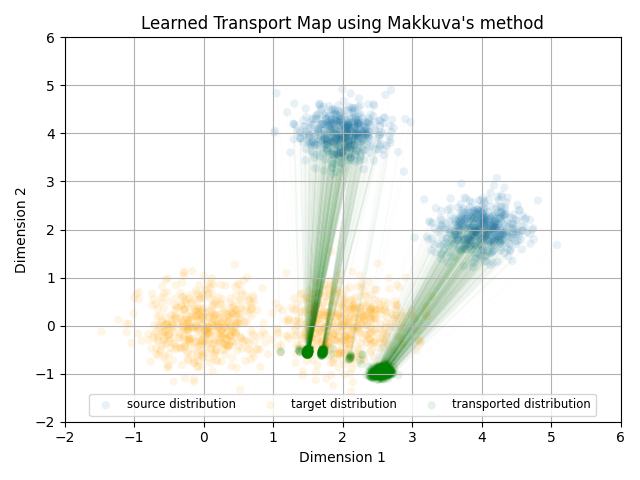 Learned Transport Map using Makkuva's method
6
5
4
3
2
1
0
−1
−2
Dimension 2
source distribution target distribution transported distribution
−2 −1 0 1 2 3 4 5 6
Dimension 1